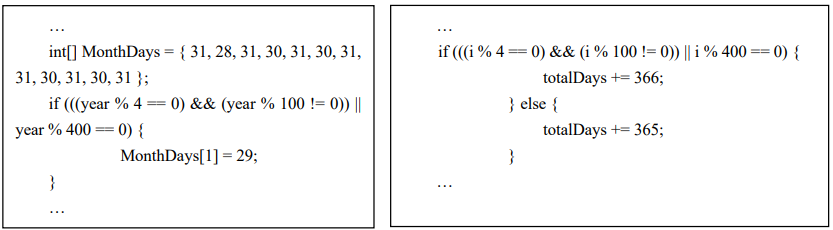 …
int[] MonthDays = { 31, 28, 31, 30, 31, 30, 31,
31, 30, 31, 30, 31 };
if (((year % 4 == 0) && (year % 100 != 0)) ||
year % 400 == 0) {
MonthDays[1] = 29;
}
…
…
if (((i % 4 == 0) && (i % 100 != 0)) || i % 400 == 0) {
totalDays += 366;
} else {
totalDays += 365;
}
…